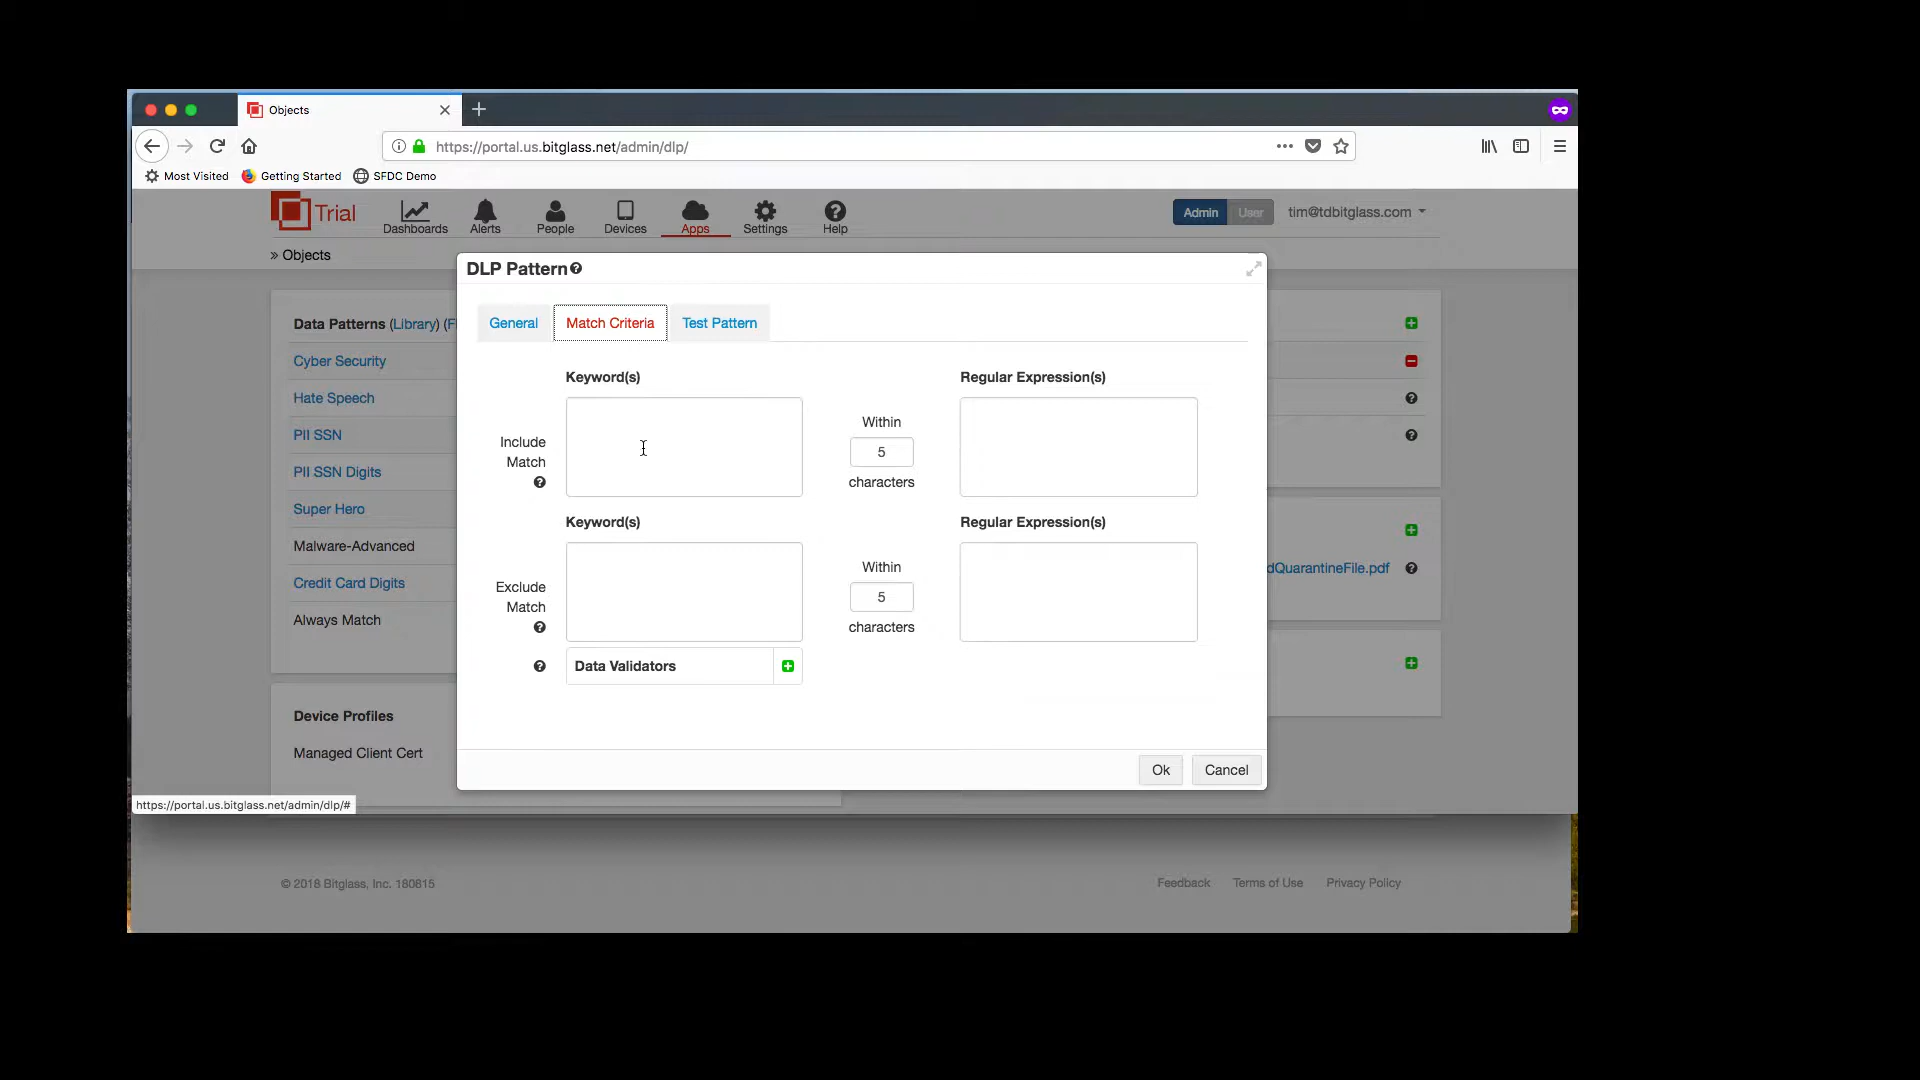 Objects
https://portal.us.bitglass.net/admin/dlp/
Most Visited Getting Started SFDC Demo
Trial Dashboards Alerts People Devices Apps Settings Help Admin User tim@tdbitglass.com
» Objects
DLP Pattern
General Match Criteria Test Pattern
Data Patterns (Library) (F
Cyber Security
Hate Speech
PII SSN
PII SSN Digits
Super Hero
Malware-Advanced
Credit Card Digits
Always Match
Device Profiles
Managed Client Cert
Keyword(s) Regular Expression(s)
Include Match
Within 5 characters
Keyword(s) Regular Expression(s)
Exclude Match
Within 5 characters
Data Validators
dQuarantineFile.pdf
Ok Cancel
https://portal.us.bitglass.net/admin/dlp/#
© 2018 Bitglass, Inc. 180815
Feedback Terms of Use Privacy Policy